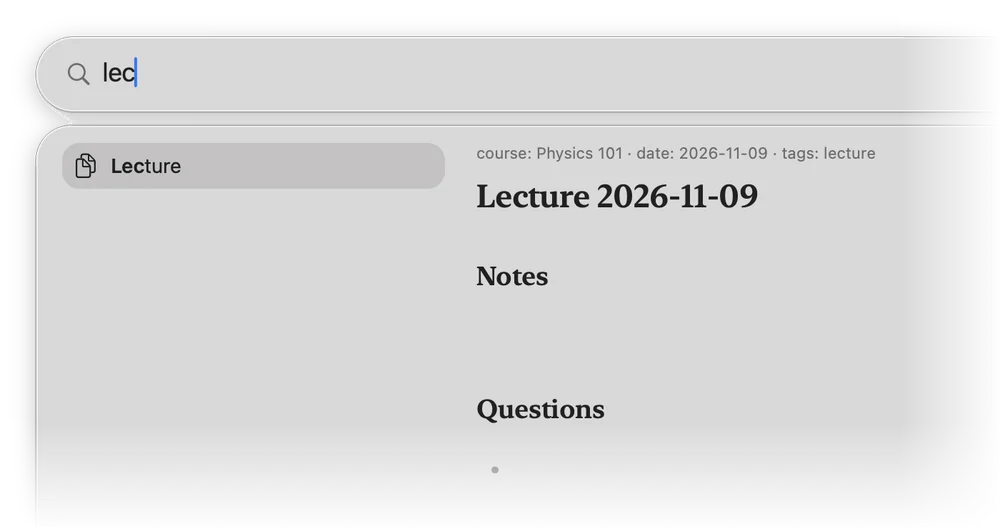 lec
Lecture
course: Physics 101 · date: 2026-11-09 · tags: lecture
Lecture 2026-11-09
Notes
Questions